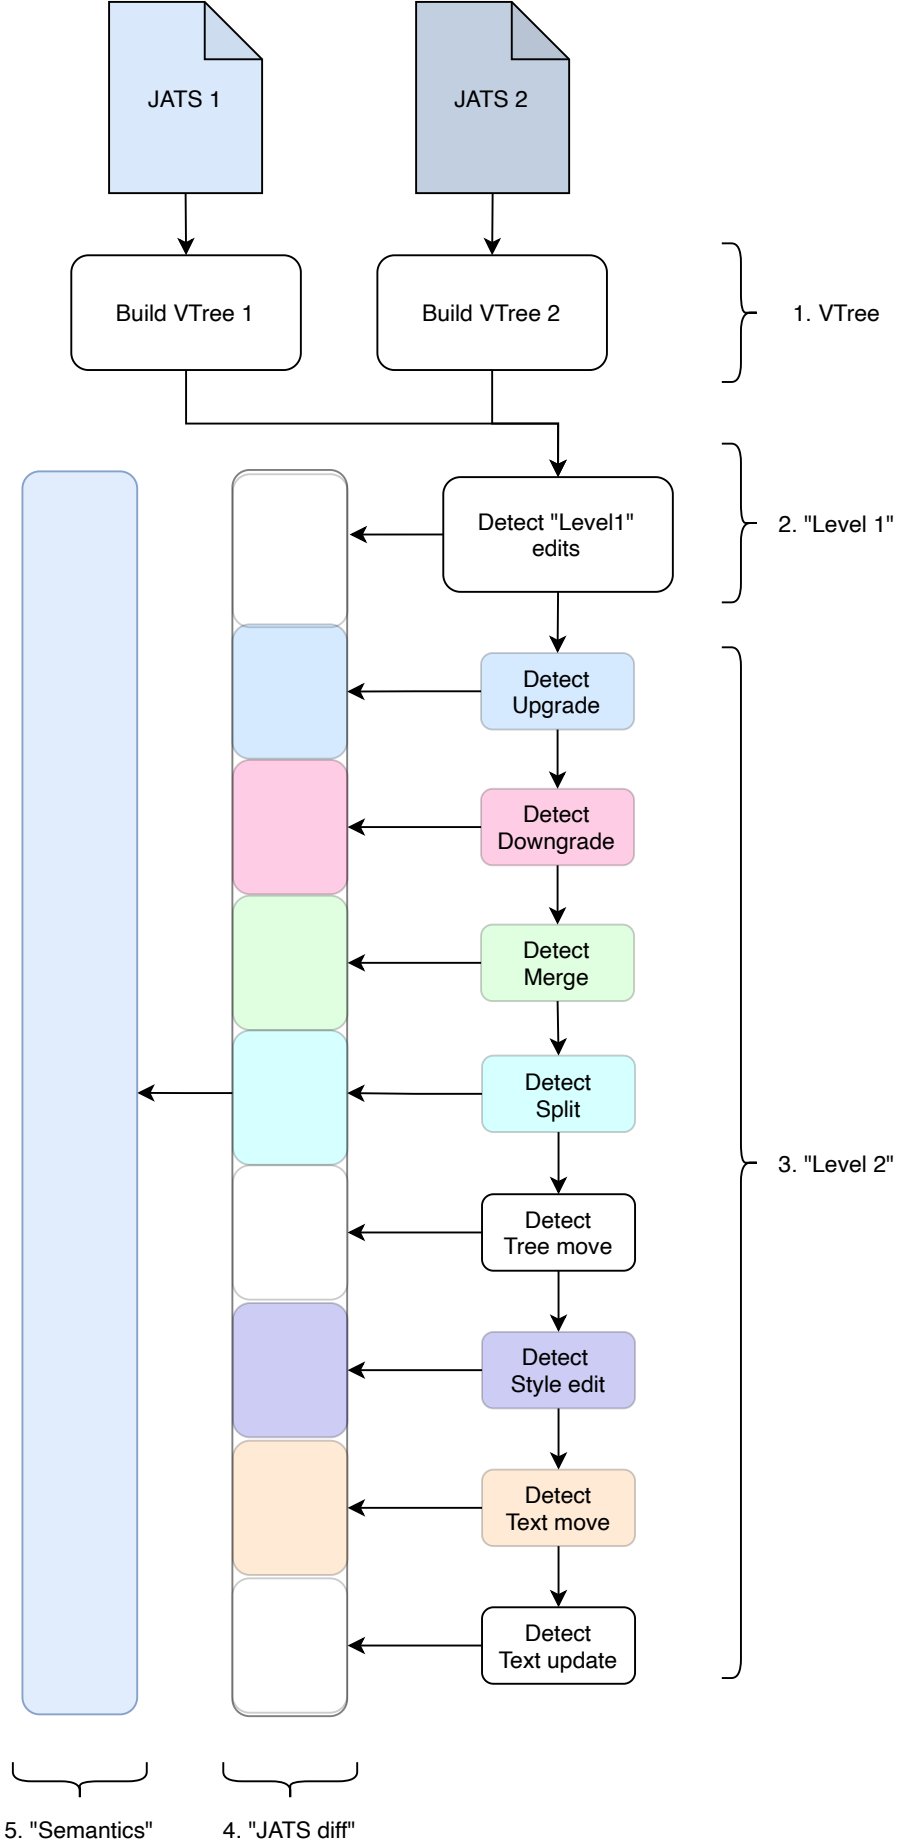 JATS 1
JATS 2
Build VTree 1
Build VTree 2
1. VTree
Detect "Level1"
edits
2. "Level 1"
Detect
Upgrade
Detect
Downgrade
Detect
Merge
Detect
Split
3. "Level 2"
Detect
Tree move
Detect
Style edit
Detect
Text move
Detect
Text update
5. "Semantics"
4. "JATS diff"